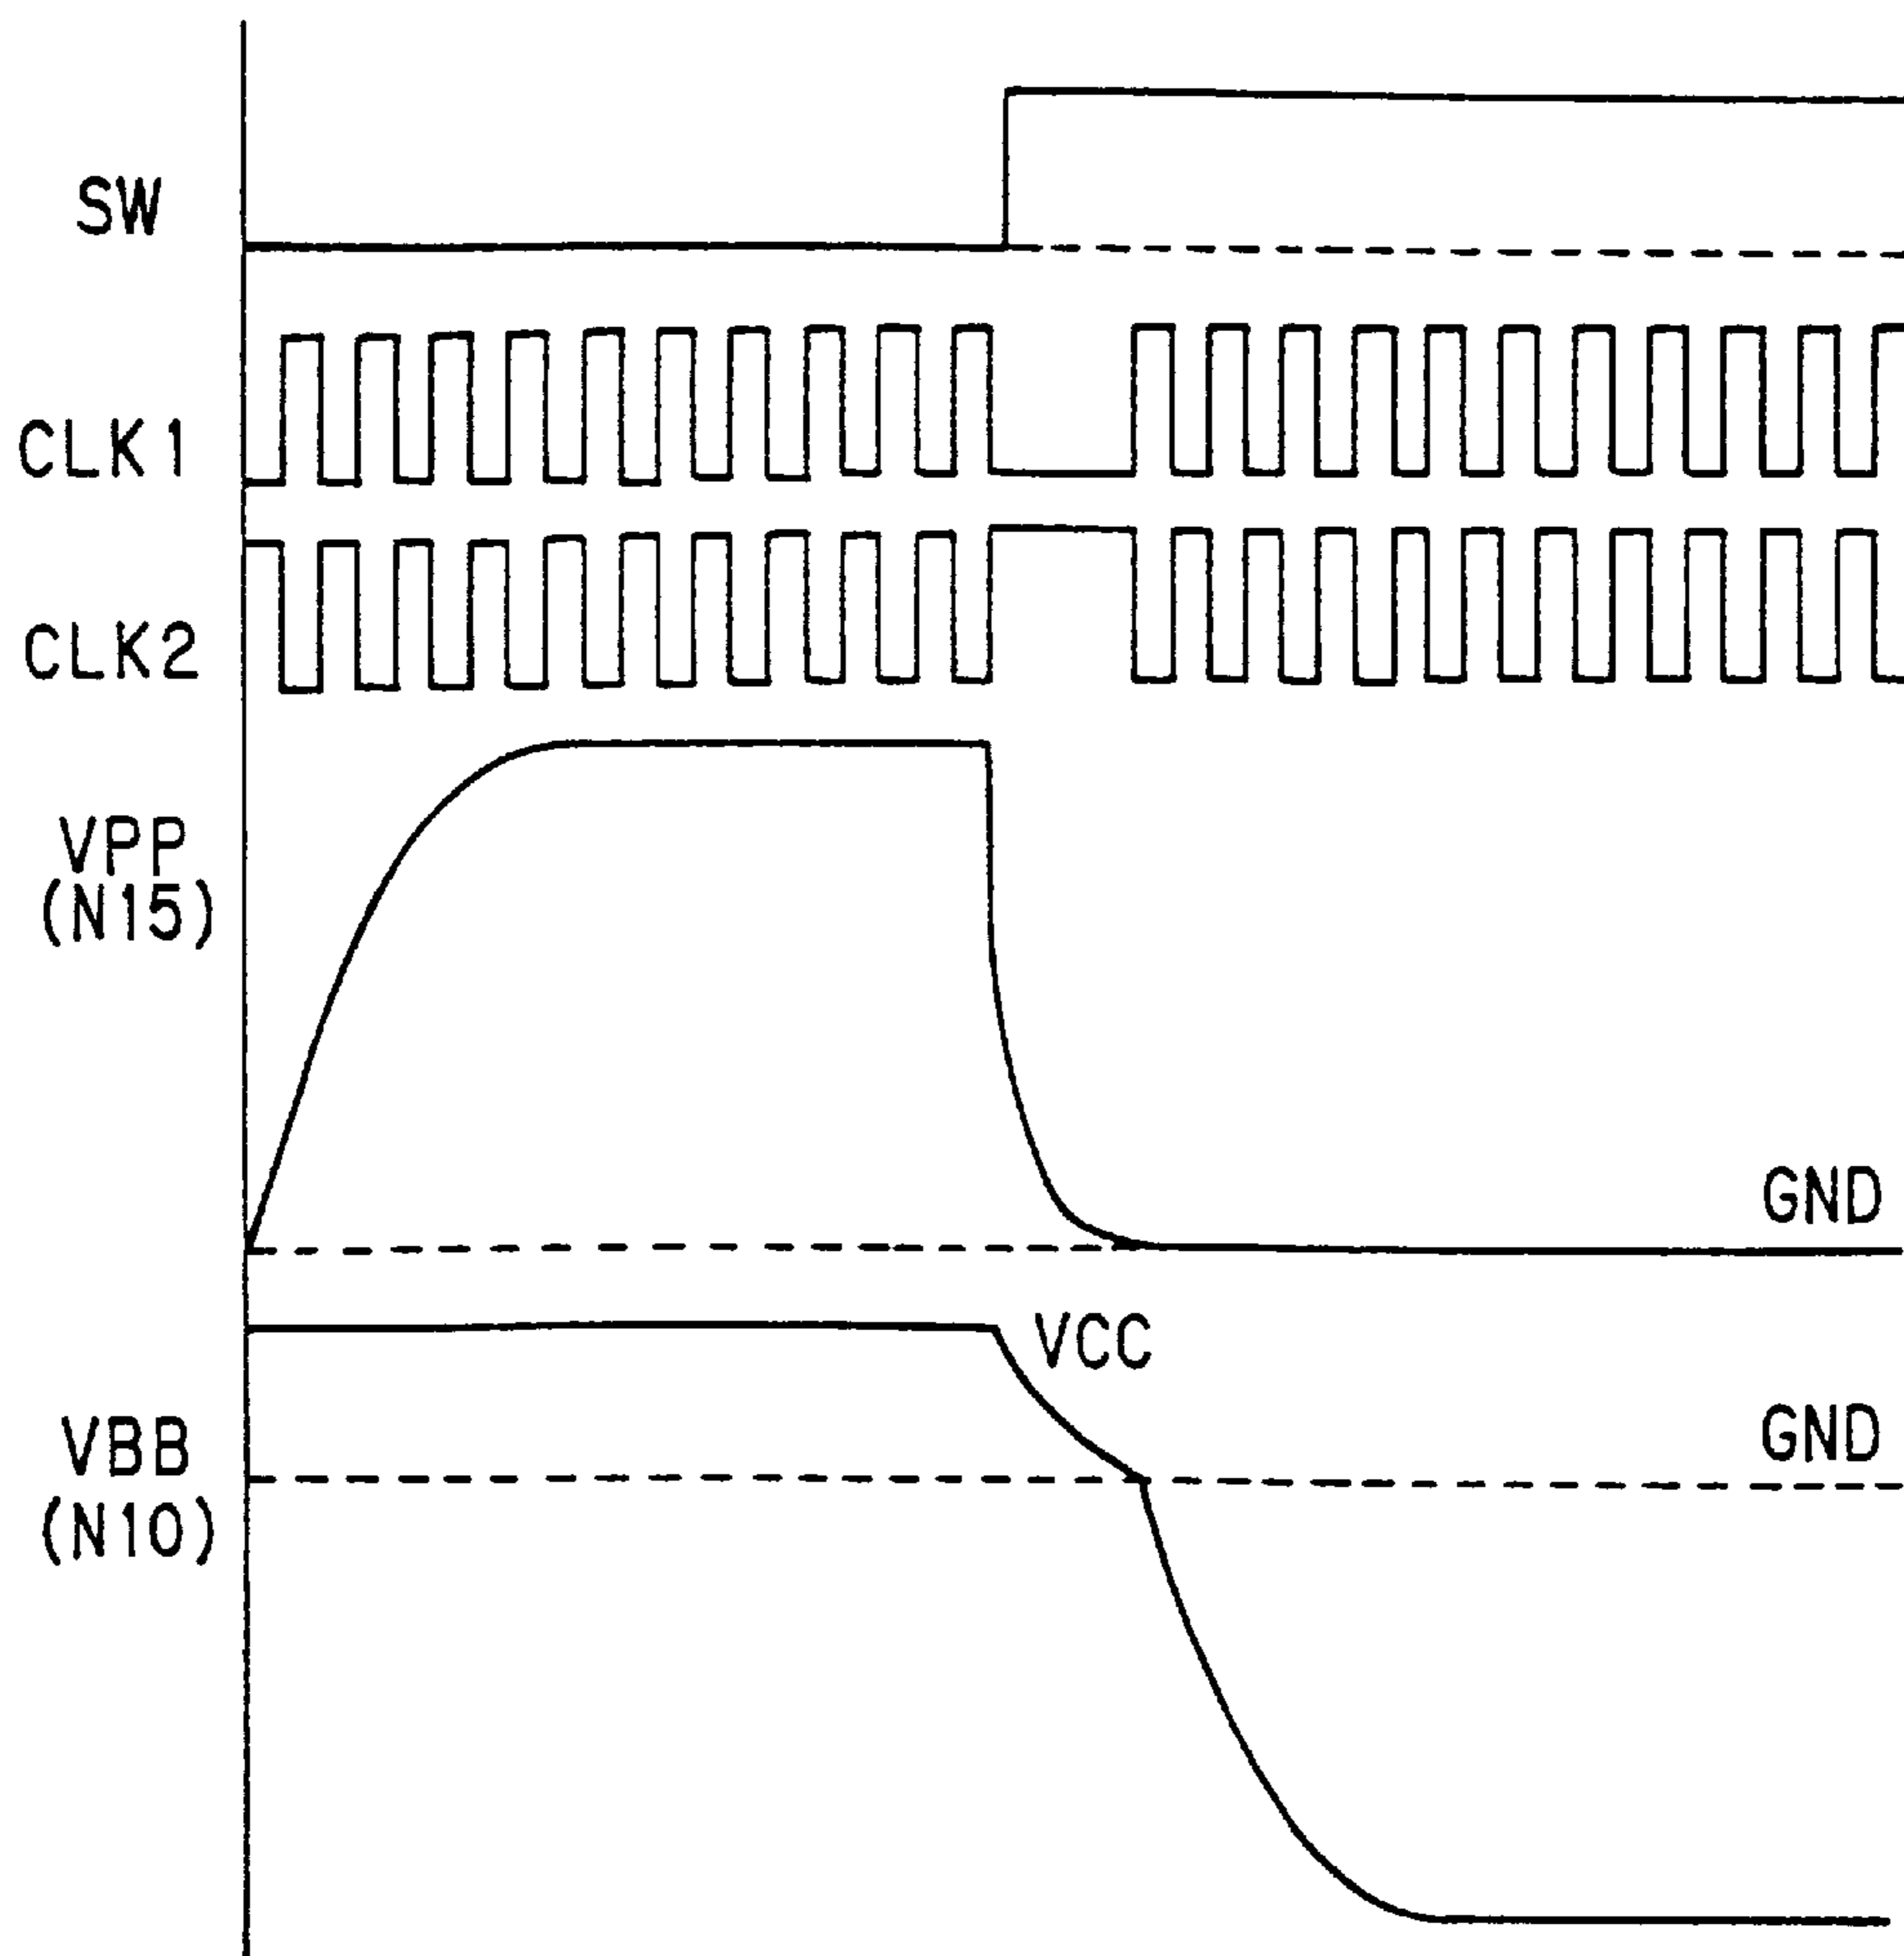 SW
CLK1
CLK2
VPP
(N15)
GND
VCC
VBB
(N10)
GND